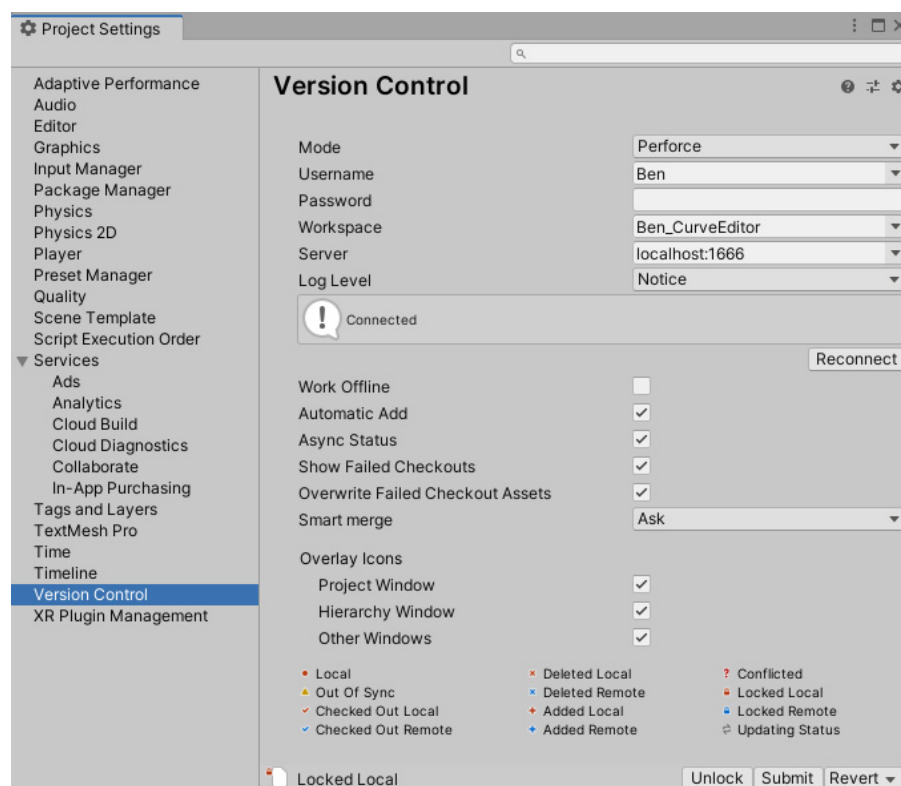 Project Settings
Adaptive Performance
Audio
Editor
Graphics
Input Manager
Package Manager
Physics
Physics 2D
Player
Preset Manager
Quality
Scene Template
Script Execution Order
Services
Ads
Analytics
Cloud Build
Cloud Diagnostics
Collaborate
In-App Purchasing
Tags and Layers
TextMesh Pro
Time
Timeline
Version Control
XR Plugin Management
Version Control
Mode Perforce
Username Ben
Password
Workspace Ben_CurveEditor
Server localhost:1666
Log Level Notice
Connected
Reconnect
Work Offline
Automatic Add
Async Status
Show Failed Checkouts
Overwrite Failed Checkout Assets
Smart merge Ask
Overlay Icons
Project Window
Hierarchy Window
Other Windows
Local Deleted Local Conflicted
Out Of Sync Deleted Remote Locked Local
Checked Out Local Added Local Locked Remote
Checked Out Remote Added Remote Updating Status
Locked Local Unlock Submit Revert